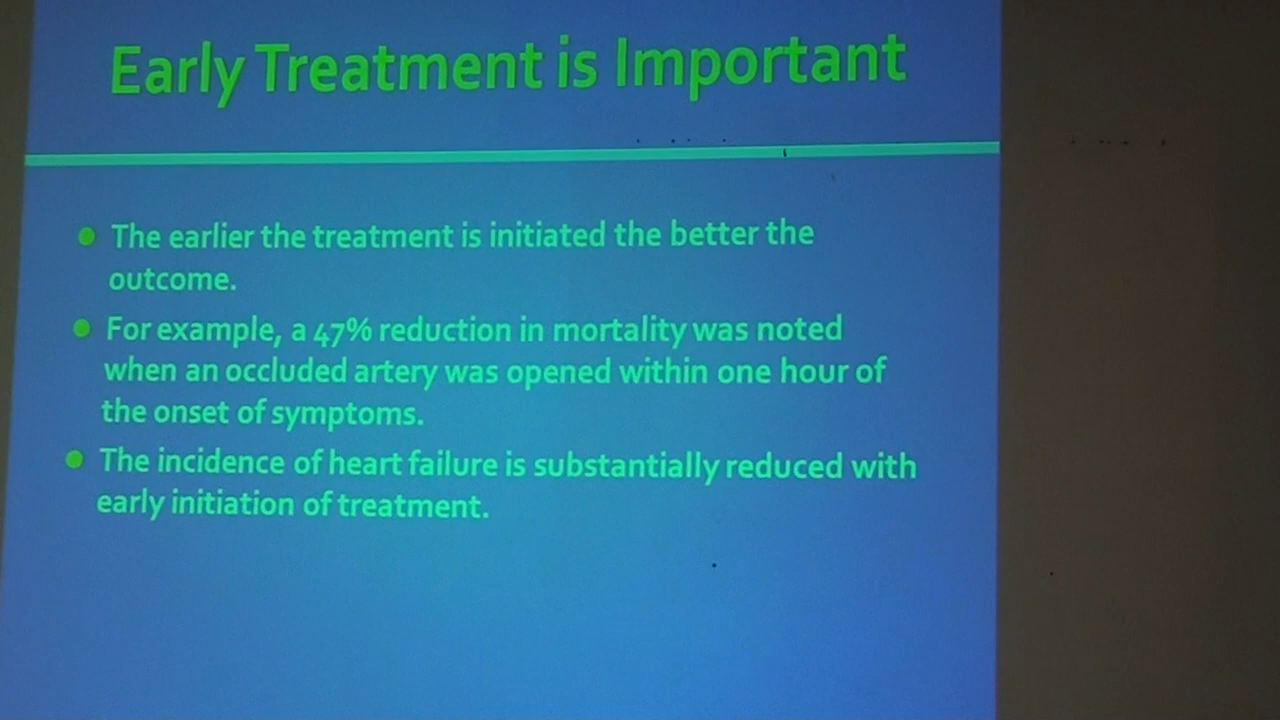 Early Treatment is Important
The earlier the treatment is initiated the better the
outcome.
For example, a 47% reduction in mortality was noted
when an occluded artery was opened within one hour of
the onset of symptoms.
The incidence of heart failure is substantially reduced with
early initiation of treatment.